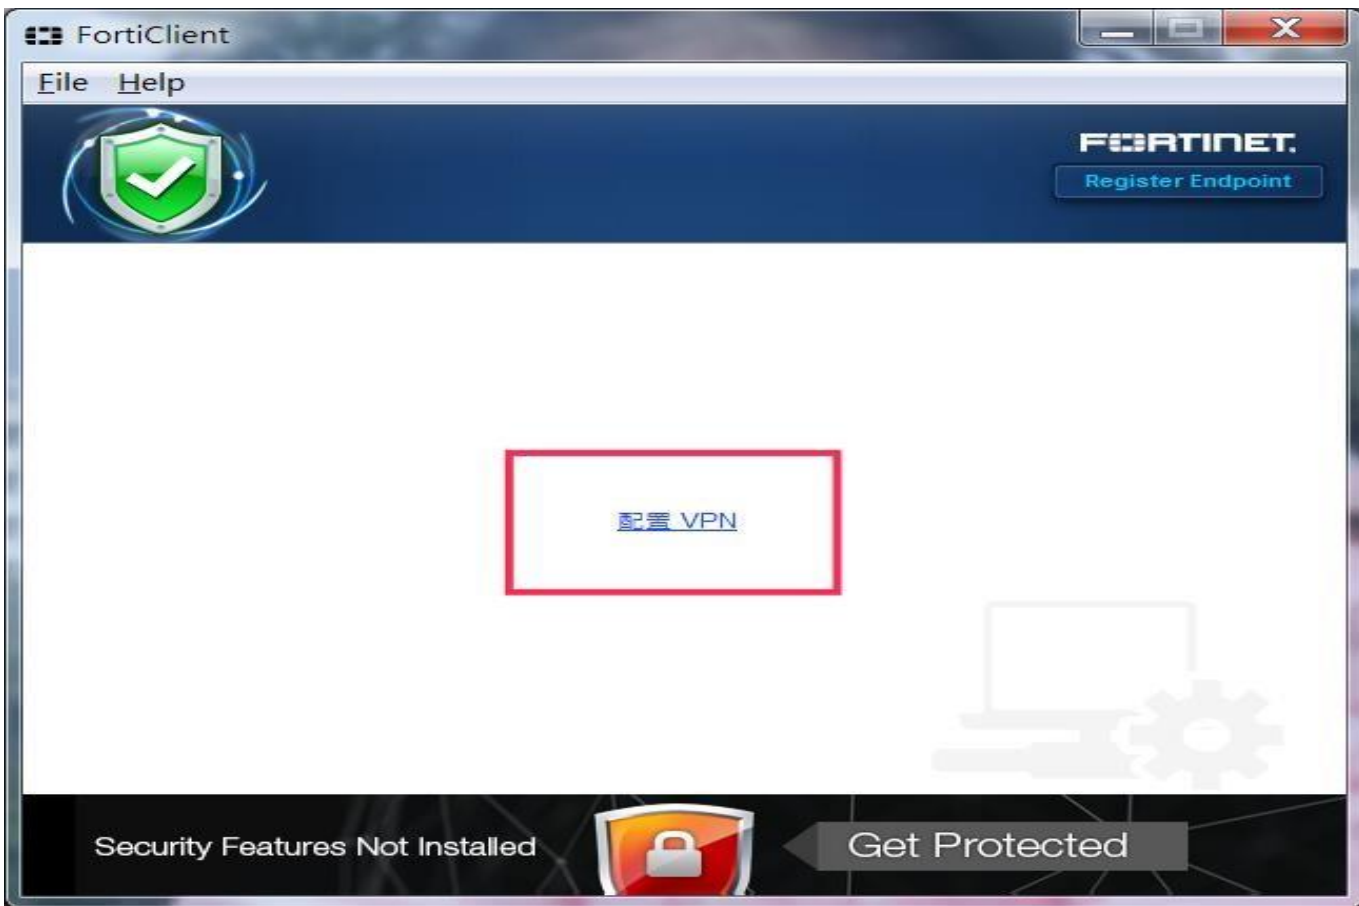 FortiClient
File Help
FORTINET
Register Endpoint
配置 VPN
Security Features Not Installed
Get Protected